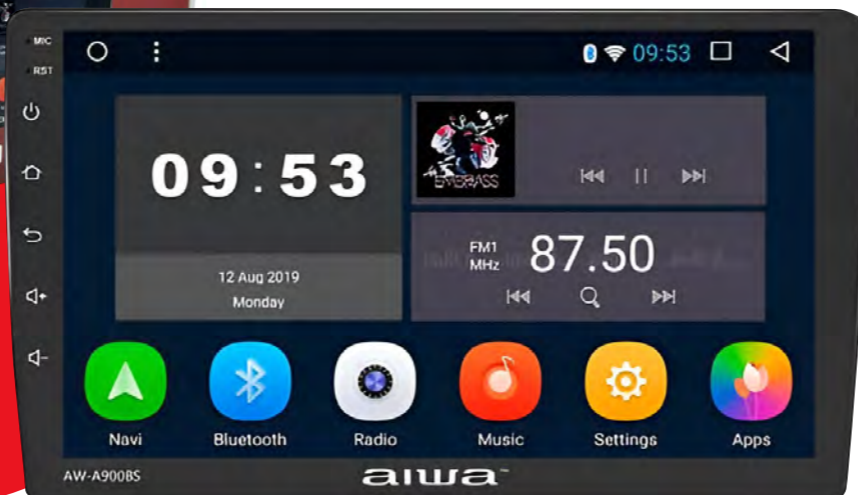 MIC
RST
09:53
09:53
12 Aug 2019
Monday
EMBRASS
FM1
MHz
87.50
Navi
Bluetooth
Radio
Music
Settings
Apps
AW-A900BS
aiwa